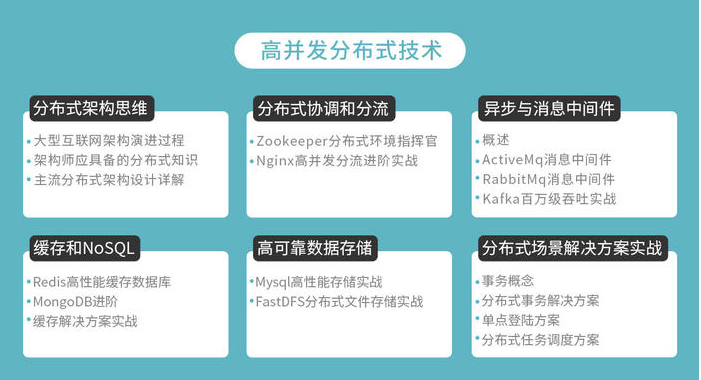 高并发分布式技术
分布式架构思维
大型互联网架构演进过程
架构师应具备的分布式知识
主流分布式架构设计详解
分布式协调和分流
Zookeeper分布式环境指挥官
Nginx高并发分流进阶实战
异步与消息中间件
概述
ActiveMq消息中间件
RabbitMq消息中间件
Kafka百万级吞吐实战
缓存和NoSQL
Redis高性能缓存数据库
MongoDB进阶
缓存解决方案实战
高可靠数据存储
Mysql高性能存储实战
FastDFS分布式文件存储实战
分布式场景解决方案实战
事务概念
分布式事务解决方案
单点登陆方案
分布式任务调度方案